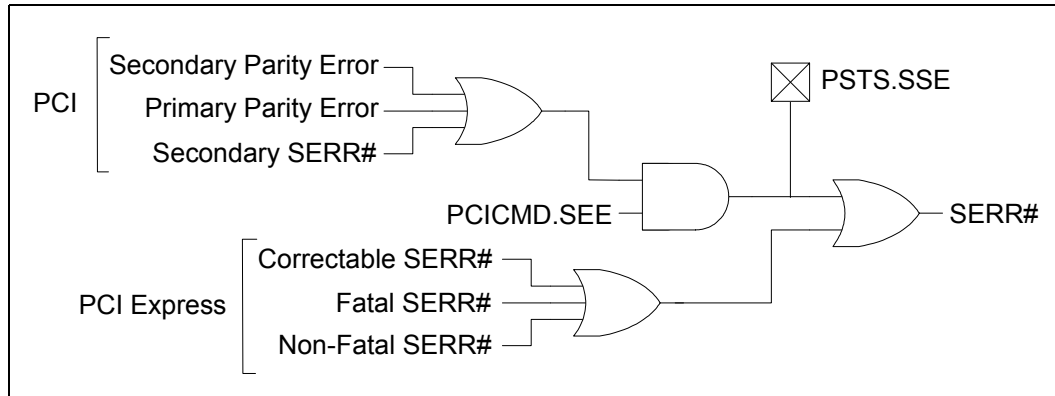 PCI
Secondary Parity Error
Primary Parity Error
Secondary SERR#
PSTS.SSE
PCICMD.SEE
SERR#
PCI Express
Correctable SERR#
Fatal SERR#
Non-Fatal SERR#